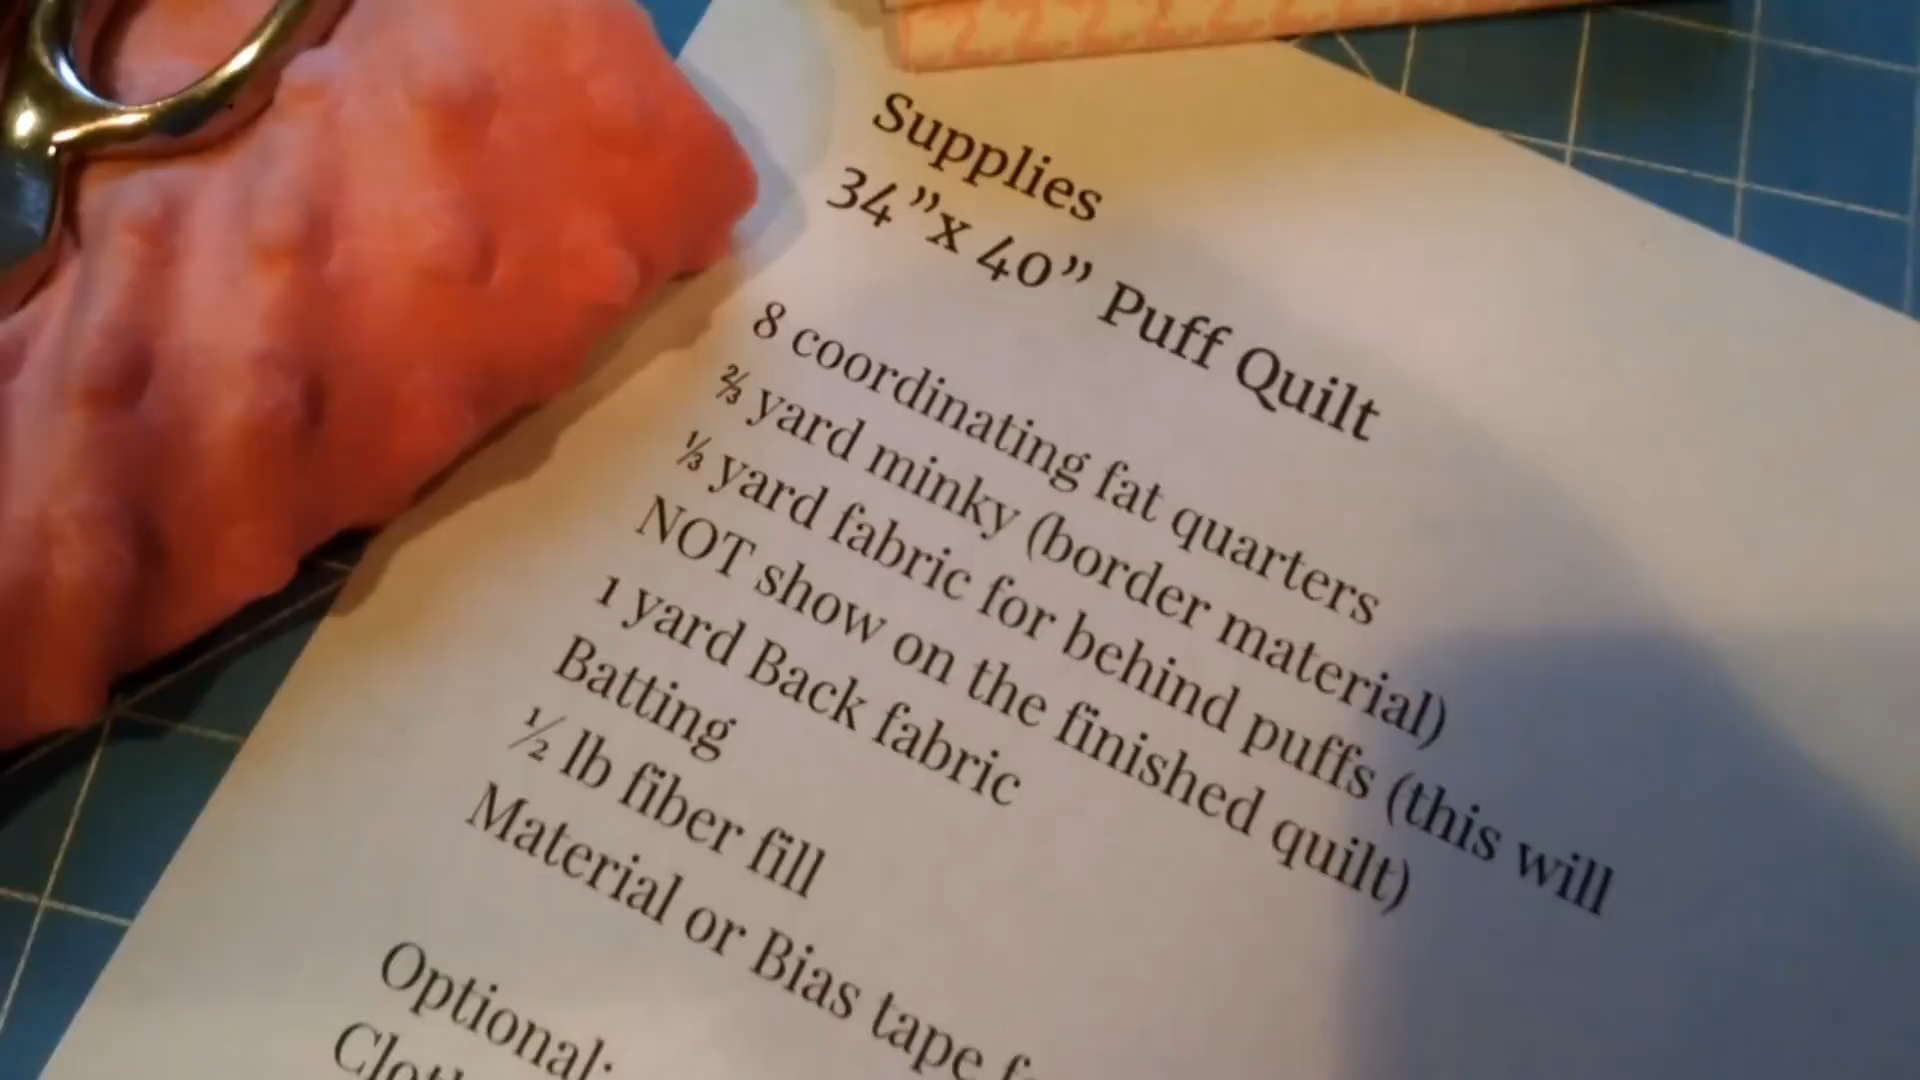 Supplies
34”x 40” Puff Quilt
8 coordinating fat quarters
⅔ yard minky (border material)
⅓ yard fabric for behind puffs (this will
NOT show on the finished quilt)
1 yard Back fabric
Batting
½ lb fiber fill
Material or Bias tape
Optional: